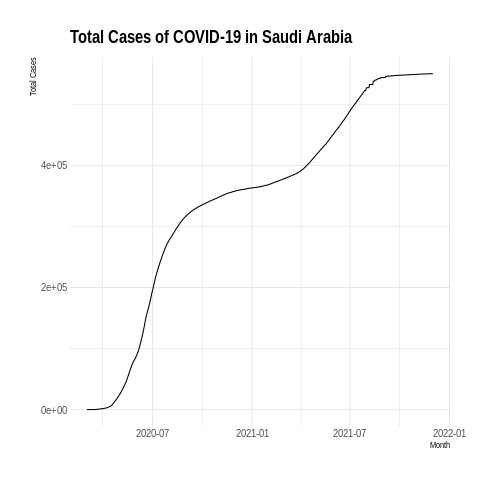 Total Cases of COVID-19 in Saudi Arabia
Total Cases
4e+05
2e+05
0e+00
2020-07 2021-01 2021-07 2022-01
Month